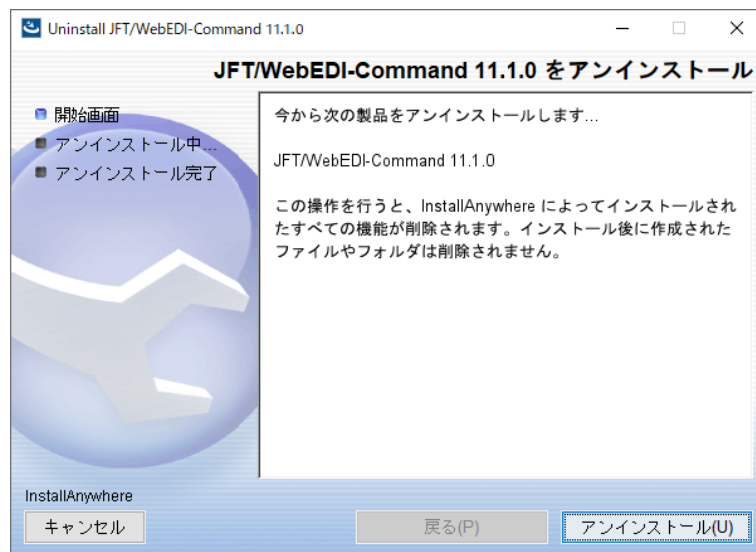 Uninstall JFT/WebEDI-Command 11.1.0
JFT/WebEDI-Command 11.1.0 をアンインストール
開始画面
アンインストール中...
アンインストール完了
今から次の製品をアンインストールします...
JFT/WebEDI-Command 11.1.0
この操作を行うと、InstallAnywhere によってインストールされ
たすべての機能が削除されます。インストール後に作成された
ファイルやフォルダは削除されません。
InstallAnywhere
キャンセル
戻る(P)
アンインストール(U)